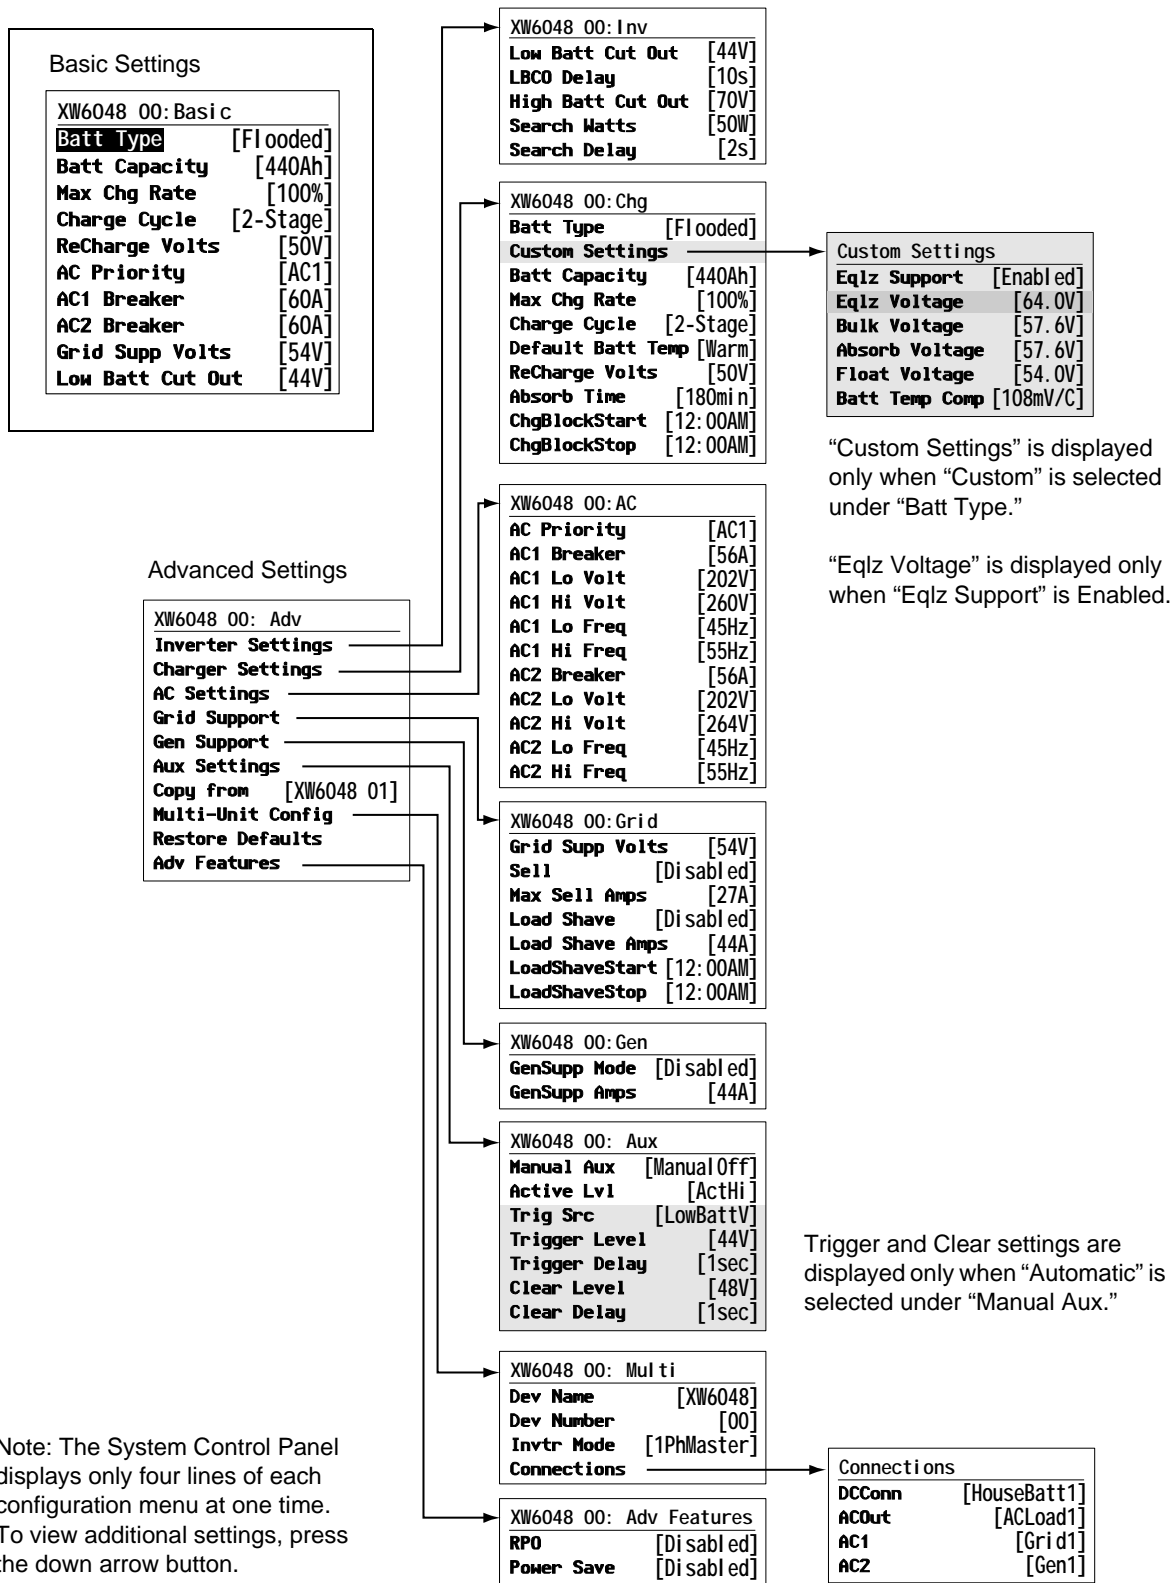 Basic Settings
XW6048 00:Basic
Batt Type [Flooded]
Batt Capacity [440Ah]
Max Chg Rate [100%]
Charge Cycle [2-Stage]
ReCharge Volts [50V]
AC Priority [AC1]
AC1 Breaker [60A]
AC2 Breaker [60A]
Grid Supp Volts [54V]
Low Batt Cut Out [44V]
Advanced Settings
XW6048 00: Adv
Inverter Settings
Charger Settings
AC Settings
Grid Support
Gen Support
Aux Settings
Copy from [XW6048 01]
Multi-Unit Config
Restore Defaults
Adv Features
XW6048 00:Inv
Low Batt Cut Out [44V]
LBCO Delay [10s]
High Batt Cut Out [70V]
Search Watts [50W]
Search Delay [2s]
XW6048 00:Chg
Batt Type [Flooded]
Custom Settings
Batt Capacity [440Ah]
Max Chg Rate [100%]
Charge Cycle [2-Stage]
Default Batt Temp [Warm]
ReCharge Volts [50V]
Absorb Time [180min]
ChgBlockStart [12:00AM]
ChgBlockStop [12:00AM]
Custom Settings
Eqlz Support [Enabled]
Eqlz Voltage [64.0V]
Bulk Voltage [57.6V]
Absorb Voltage [57.6V]
Float Voltage [54.0V]
Batt Temp Comp [108mV/C]
“Custom Settings” is displayed
only when “Custom” is selected
under “Batt Type.”
“Eqlz Voltage” is displayed only
when “Eqlz Support” is Enabled.
XW6048 00:AC
AC Priority [AC1]
AC1 Breaker [56A]
AC1 Lo Volt [202V]
AC1 Hi Volt [260V]
AC1 Lo Freq [45Hz]
AC1 Hi Freq [55Hz]
AC2 Breaker [56A]
AC2 Lo Volt [202V]
AC2 Hi Volt [264V]
AC2 Lo Freq [45Hz]
AC2 Hi Freq [55Hz]
XW6048 00:Grid
Grid Supp Volts [54V]
Sell [Disabled]
Max Sell Amps [27A]
Load Shave [Disabled]
Load Shave Amps [44A]
LoadShaveStart [12:00AM]
LoadShaveStop [12:00AM]
XW6048 00:Gen
GenSupp Mode [Disabled]
GenSupp Amps [44A]
XW6048 00: Aux
Manual Aux [ManualOff]
Active Lvl [ActHi]
Trig Src [LowBattV]
Trigger Level [44V]
Trigger Delay [1sec]
Clear Level [48V]
Clear Delay [1sec]
Trigger and Clear settings are
displayed only when “Automatic” is
selected under “Manual Aux.”
XW6048 00: Multi
Dev Name [XW6048]
Dev Number [00]
Invtr Mode [1PhMaster]
Connections
Connections
DCConn [HouseBatt1]
ACOut [ACLoad1]
AC1 [Grid1]
AC2 [Gen1]
XW6048 00: Adv Features
RPO [Disabled]
Power Save [Disabled]
Note: The System Control Panel
displays only four lines of each
configuration menu at one time.
To view additional settings, press
the down arrow button.